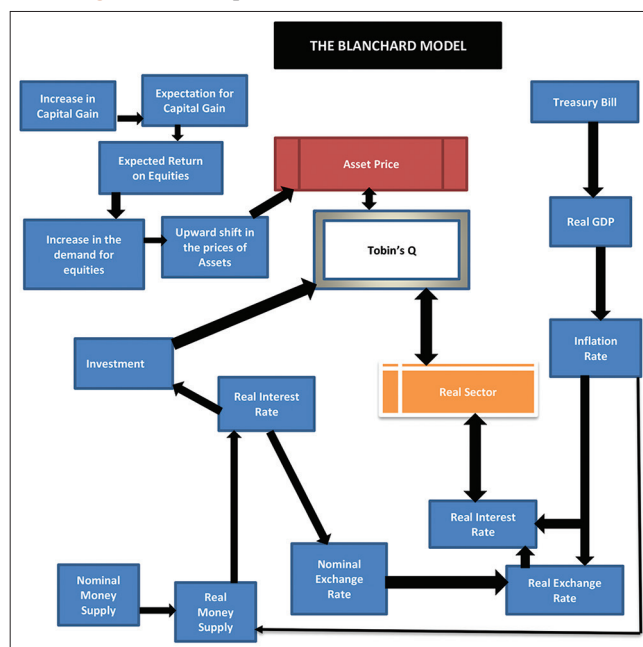 THE BLANCHARD MODEL
Increase in
Capital Gain
Expectation for
Capital Gain
Treasury Bill
Expected Return
on Equities
Asset Price
Real GDP
Increase in the
demand for
equities
Upward shift in
the prices of
Assets
Tobin's Q
Investment
Inflation
Rate
Real Interest
Rate
Real Sector
Real Interest
Rate
Nominal
Money
Supply
Real
Money
Supply
Nominal
Exchange
Rate
Real Exchange
Rate